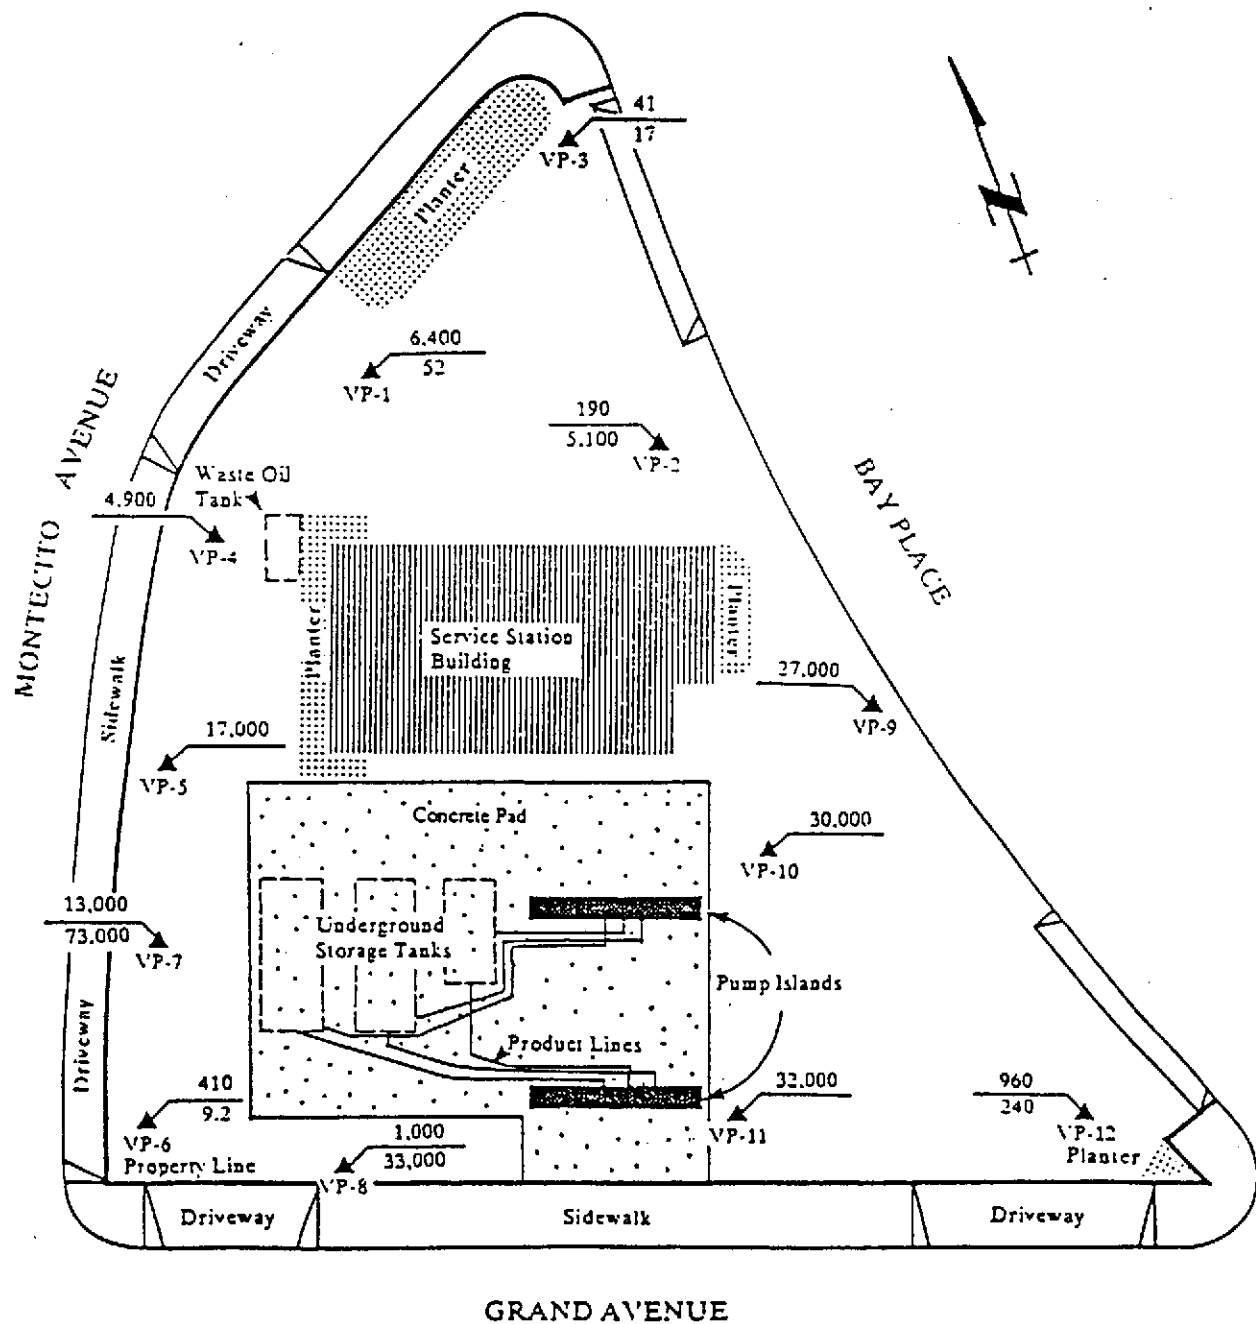 41
17
VP-3
Planter
Driveway
6,400
52
VP-1
190
5,100
VP-2
MONTECITO AVENUE
BAY PLACE
Waste Oil
Tank
4,900
VP-4
Planter
Planter
Service Station
Building
27,000
VP-9
Sidewalk
17,000
VP-5
Concrete Pad
30,000
VP-10
13,000
73,000
VP-7
Underground
Storage Tanks
Pump Islands
Product Lines
Driveway
410
9.2
VP-6
Property Line
1,000
33,000
VP-8
32,000
VP-11
960
240
VP-12
Planter
Driveway
Sidewalk
Driveway
GRAND AVENUE